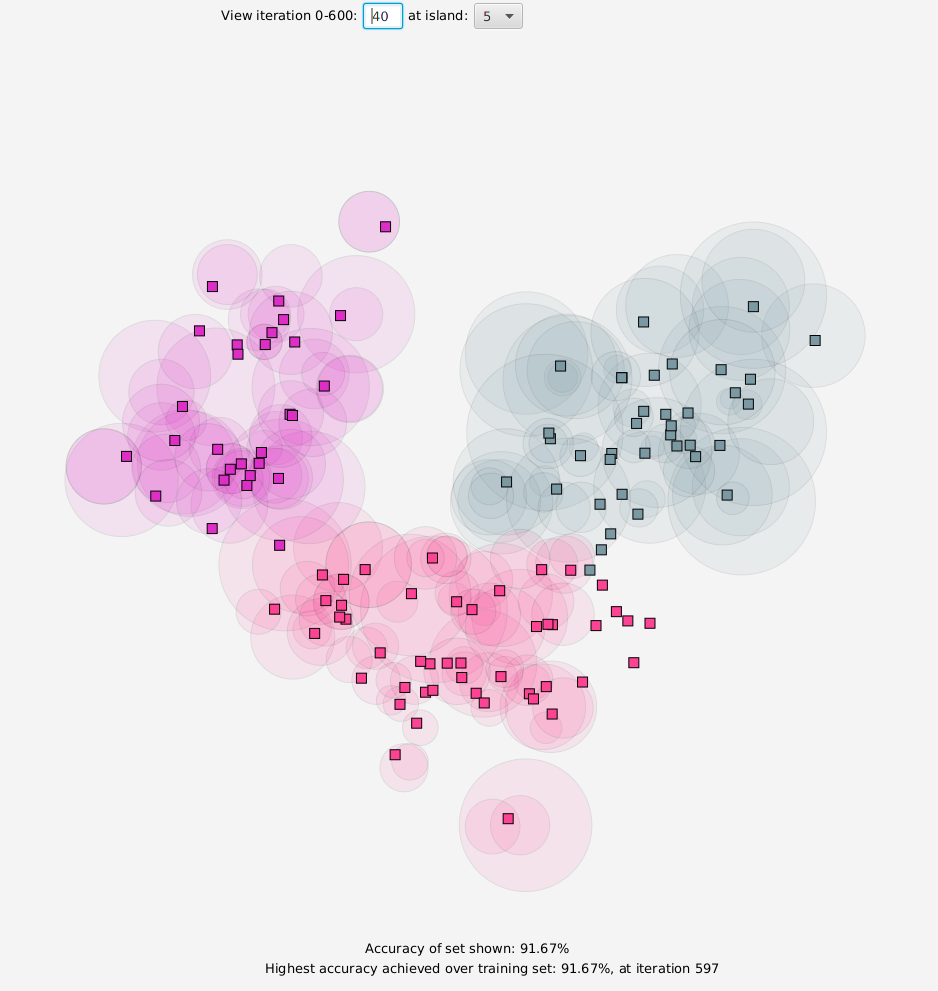 View iteration 0-600: 40 at island: 5
Accuracy of set shown: 91.67%
Highest accuracy achieved over training set: 91.67%, at iteration 597